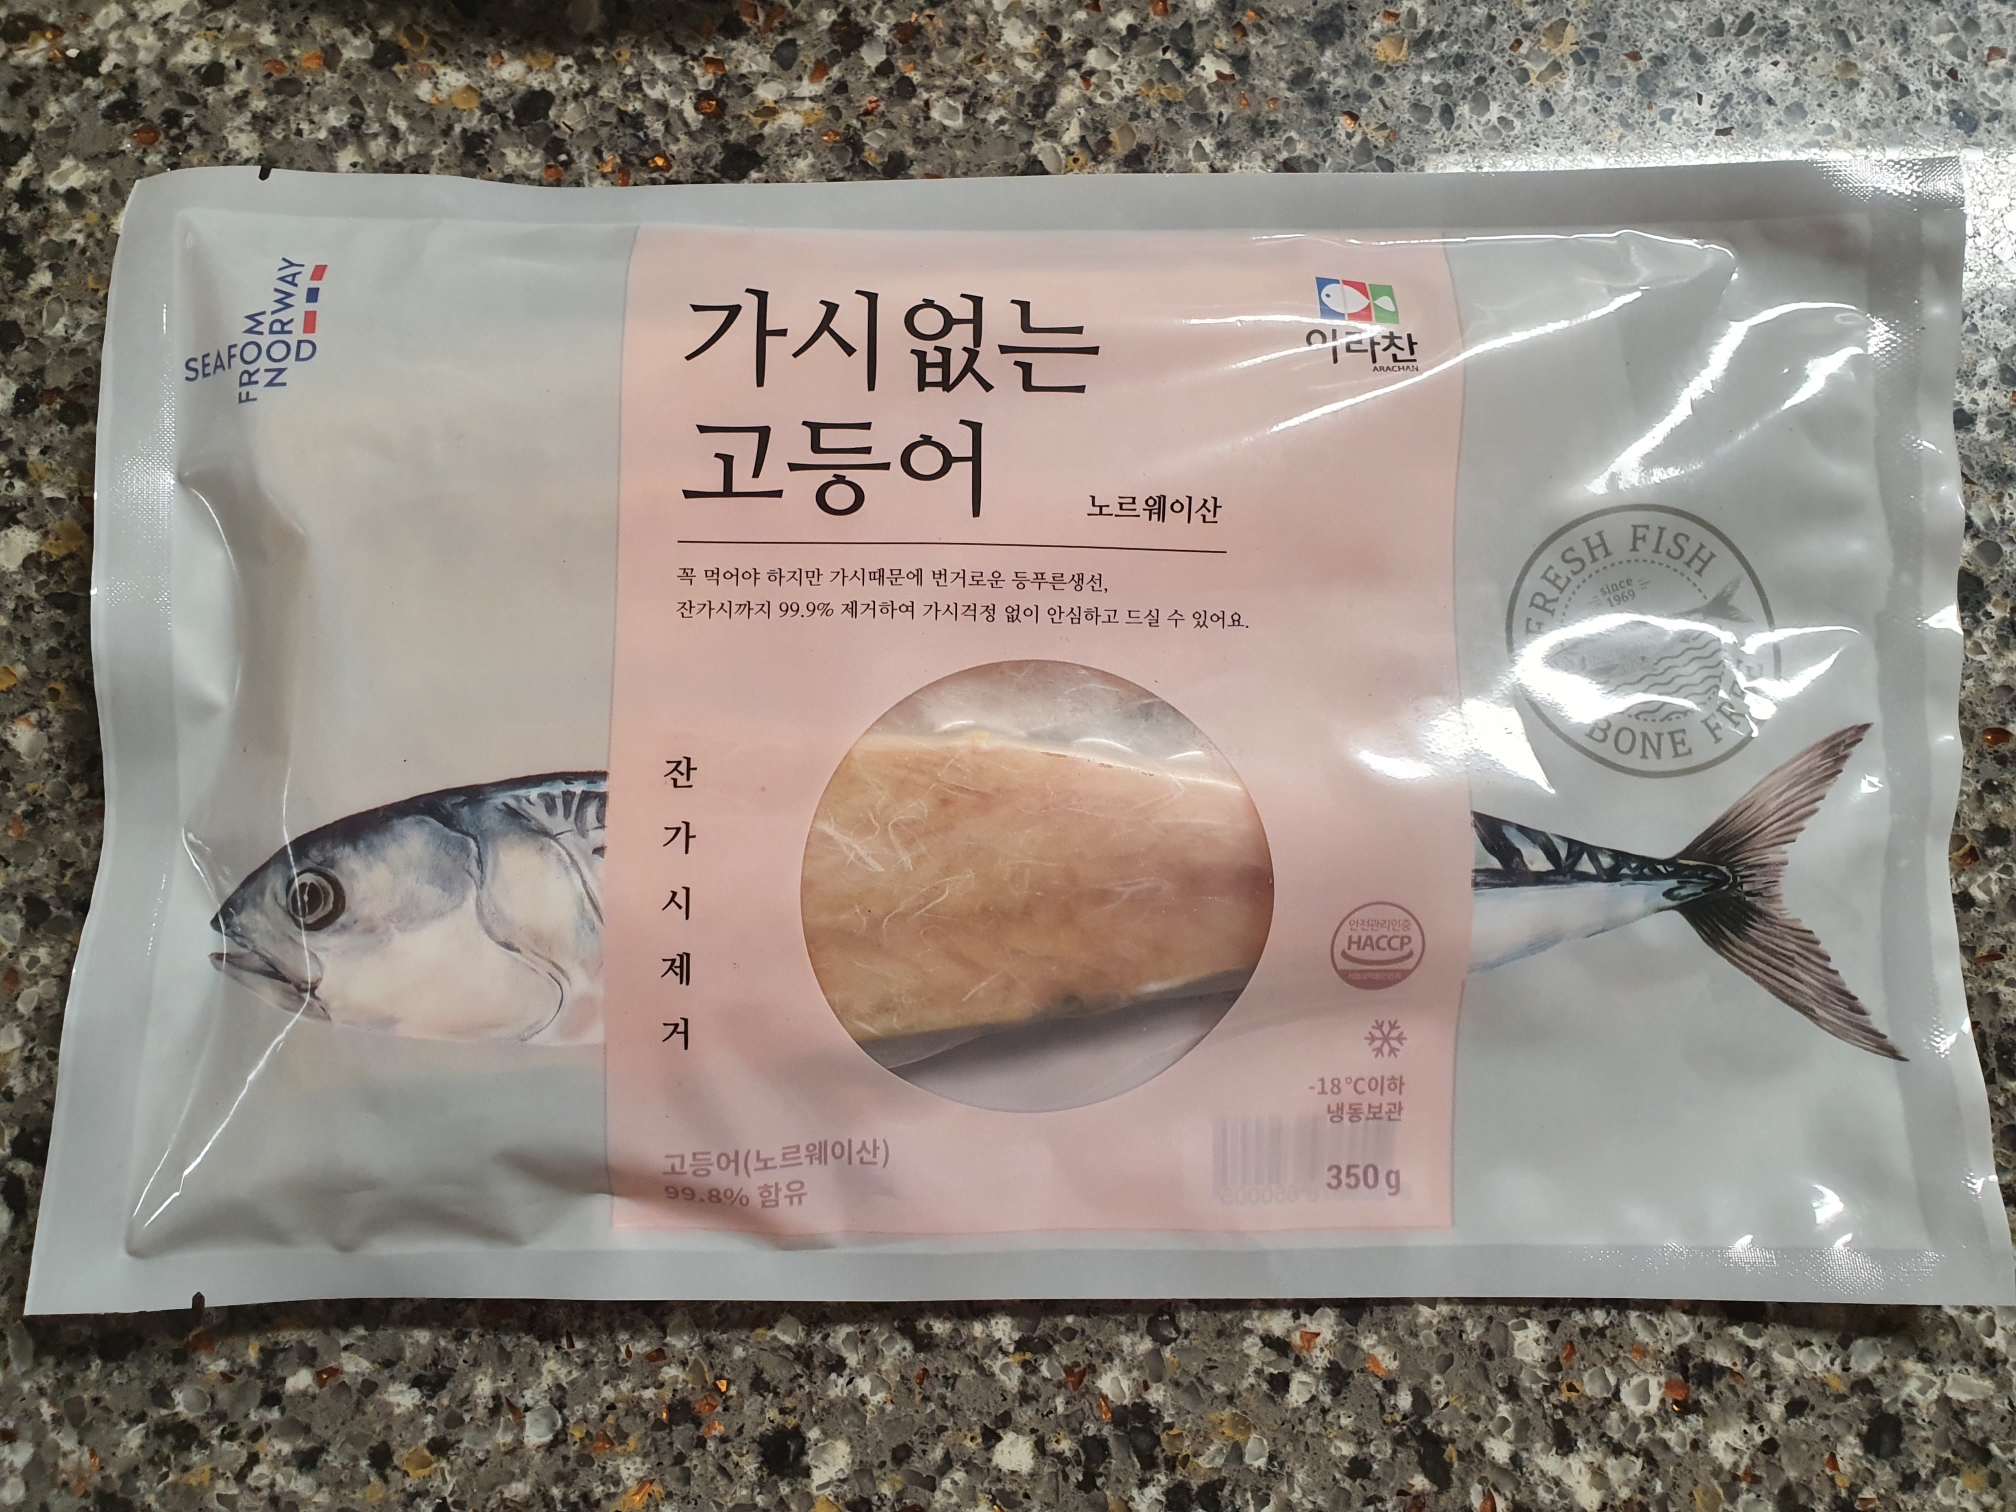 SEAFOOD
FROM
NORWAY
가시없는
고등어
노르웨이산
아라찬
ARACHAN
꼭 먹어야 하지만 가시때문에 번거로운 등푸른생선,
잔가시까지 99.9% 제거하여 가시걱정 없이 안심하고 드실 수 있어요.
FRESH FISH
since
1969
BONE
잔
가
시
제
거
안전관리인증
HACCP
-18℃이하
냉동보관
350g
고등어(노르웨이산)
99.8% 함유